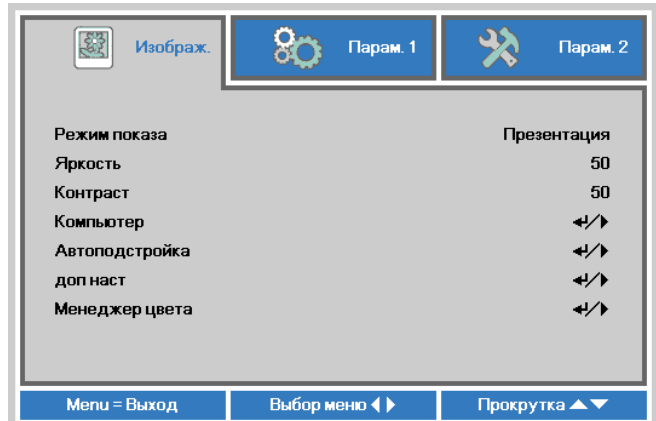 Изображ. Парам. 1 Парам. 2
Режим показа Презентация
Яркость 50
Контраст 50
Компьютер
Автоподстройка
доп наст
Менеджер цвета
Menu = Выход Выбор меню Прокрутка